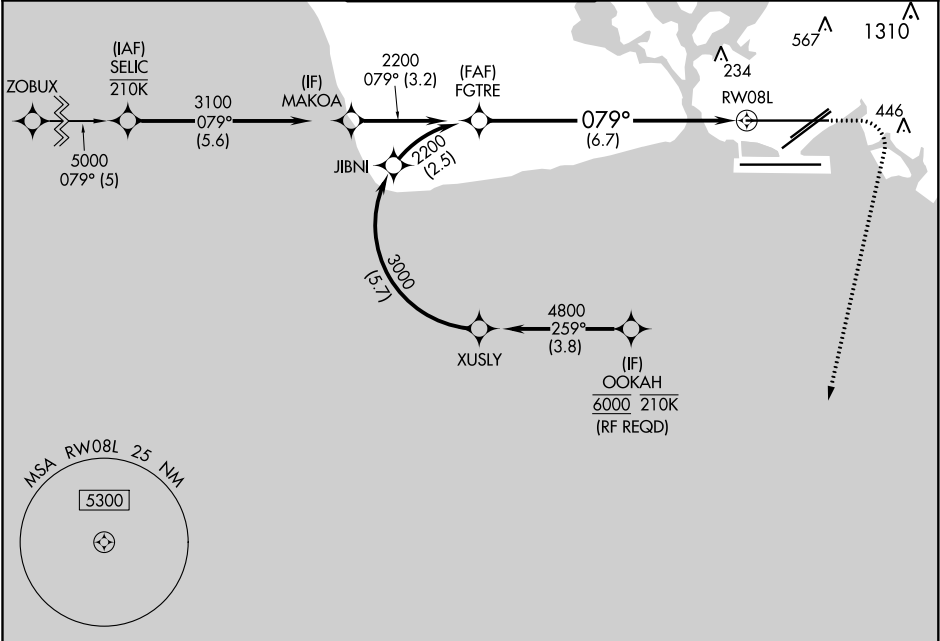 ZOBUX
5000
079° (5)
(IAF)
SELIC
210K
3100
079°
(5.6)
(IF)
MAKOA
2200
079° (3.2)
(FAF)
FGTRE
079°
(6.7)
RW08L
234
567
1310
446
JIBNI
2200
(2.5)
3000
(5.7)
XUSLY
4800
259°
(3.8)
(IF)
OOKAH
6000 210K
(RF REQD)
MSA RW08L 25 NM
5300